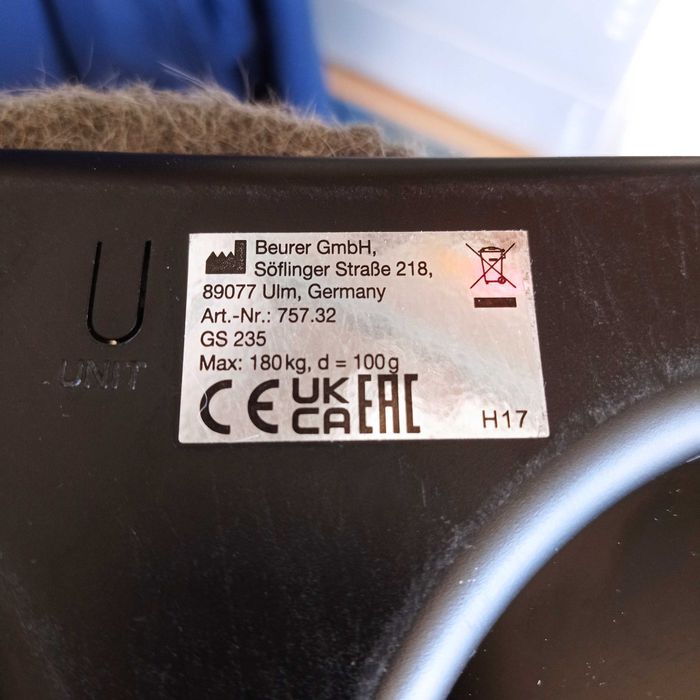 Beurer GmbH,
Söflinger Straße 218,
89077 Ulm, Germany
Art.-Nr.: 757.32
GS 235
Max: 180 kg, d = 100 g
CE UK CA EAC
H17
UNIT